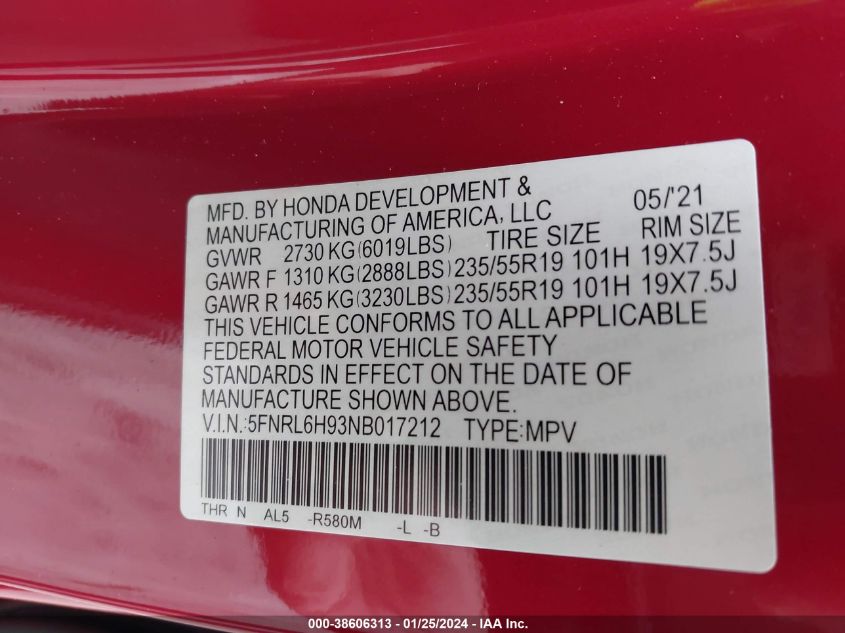 MFD. BY HONDA DEVELOPMENT & 05/'21
MANUFACTURING OF AMERICA, LLC
GVWR 2730 KG(6019LBS) TIRE SIZE RIM SIZE
GAWR F 1310 KG(2888LBS) 235/55R19 101H 19X7.5J
GAWR R 1465 KG(3230LBS) 235/55R19 101H 19X7.5J
THIS VEHICLE CONFORMS TO ALL APPLICABLE
FEDERAL MOTOR VEHICLE SAFETY
STANDARDS IN EFFECT ON THE DATE OF
MANUFACTURE SHOWN ABOVE.
V.I.N.:5FNRL6H93NB017212 TYPE:MPV
THR N AL5 -R580M -L -B
000-38606313 - 01/25/2024 - IAA Inc.